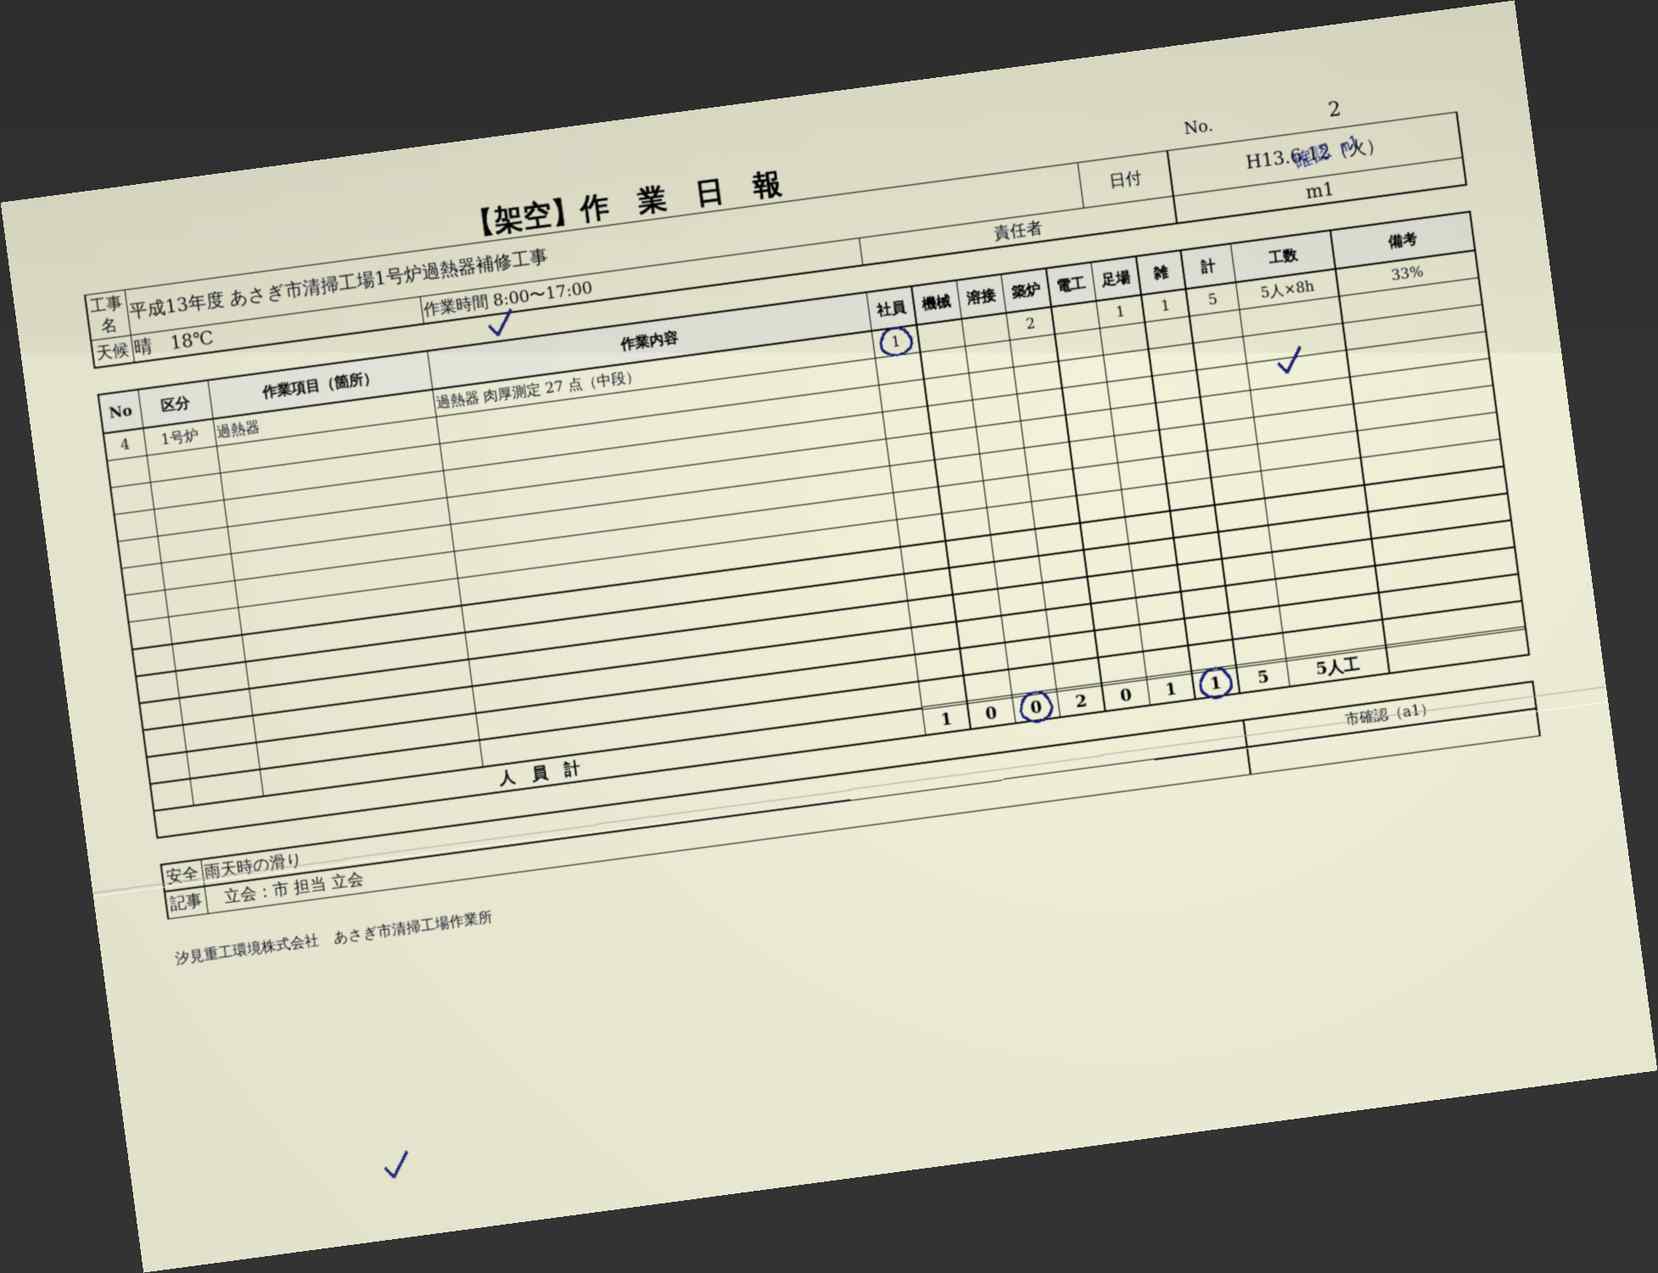 No. 2
【架空】作 業 日 報
工事名 平成13年度 あさぎ市清掃工場1号炉過熱器補修工事 日付 H13.6.12（火）
確認 m1
天候 晴 18℃ 作業時間 8:00〜17:00 責任者 m1
No 区分 作業項目（箇所） 作業内容 社員 機械 溶接 築炉 電工 足場 雑 計 工数 備考
4 1号炉 過熱器 過熱器 肉厚測定 27 点（中段） 1 2 1 1 5 5人×8h 33%
人 員 計 1 0 0 2 0 1 1 5 5人工
安全 雨天時の滑り 市確認（a1）
記事 立会：市 担当 立会
汐見重工環境株式会社 あさぎ市清掃工場作業所